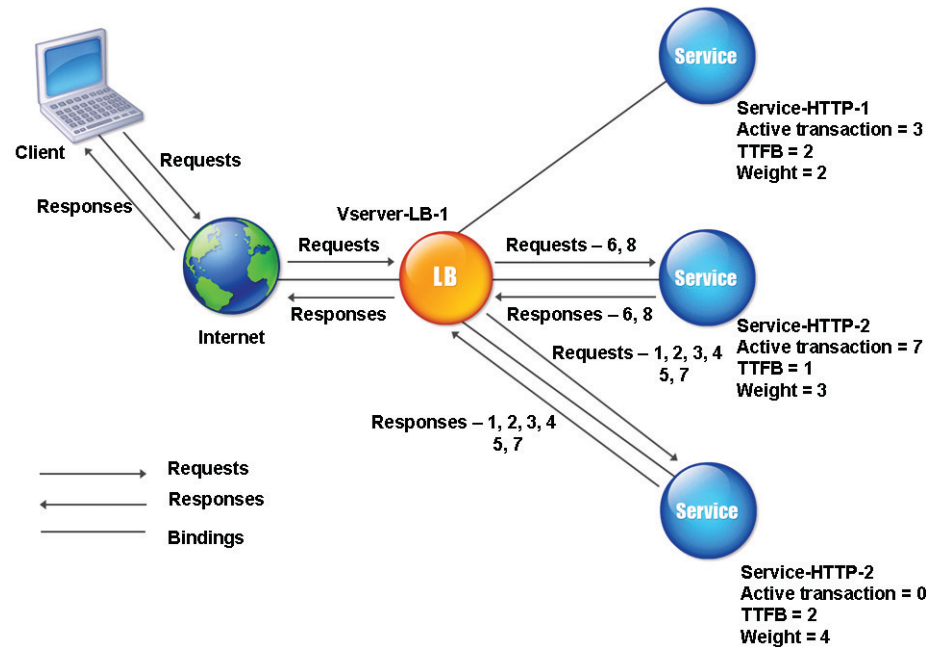 Service
Service-HTTP-1
Active transaction = 3
TTFB = 2
Weight = 2
Client
Requests
Responses
Vserver-LB-1
Requests
LB
Responses
Internet
Requests – 6, 8
Service
Responses – 6, 8
Service-HTTP-2
Active transaction = 7
TTFB = 1
Weight = 3
Requests – 1, 2, 3, 4
5, 7
Responses – 1, 2, 3, 4
5, 7
Requests
Responses
Bindings
Service
Service-HTTP-2
Active transaction = 0
TTFB = 2
Weight = 4